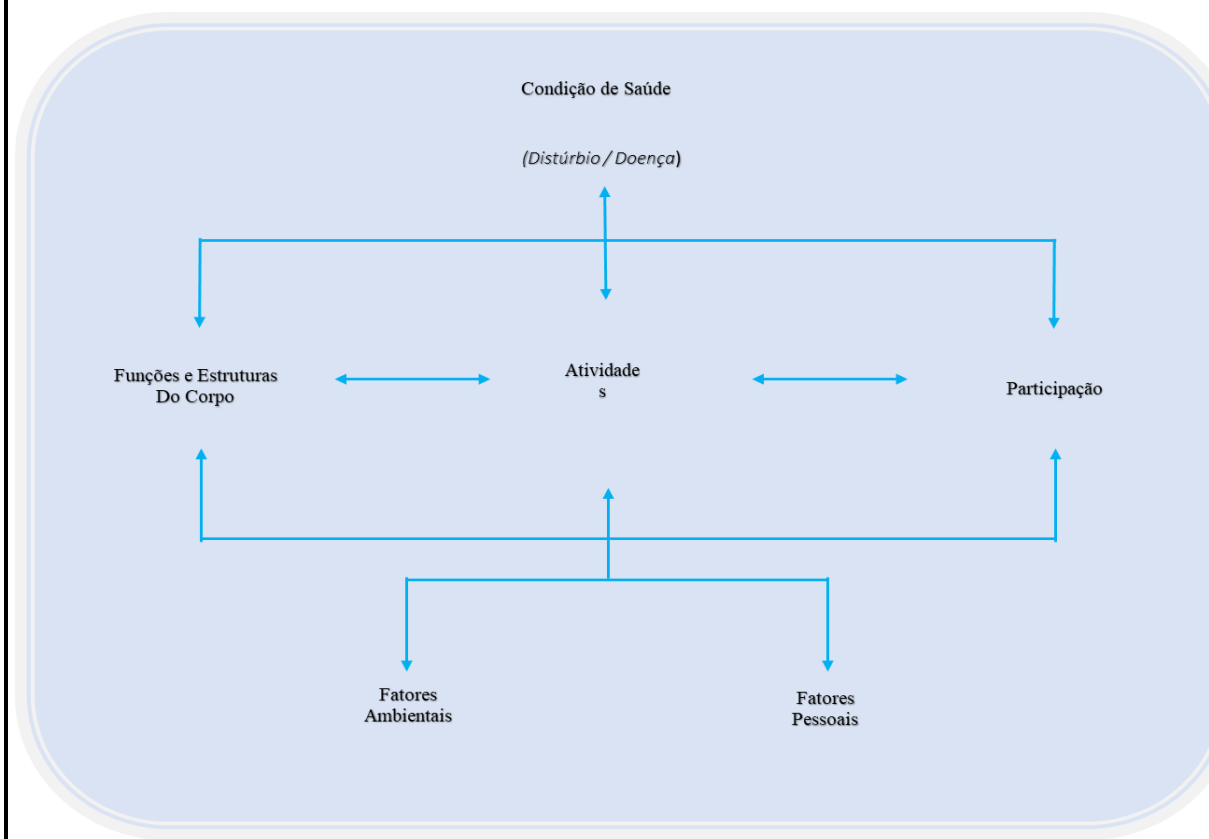 Condição de Saúde
(Distúrbio / Doença)
Funções e Estruturas
Do Corpo
Atividade
s
Participação
Fatores
Ambientais
Fatores
Pessoais